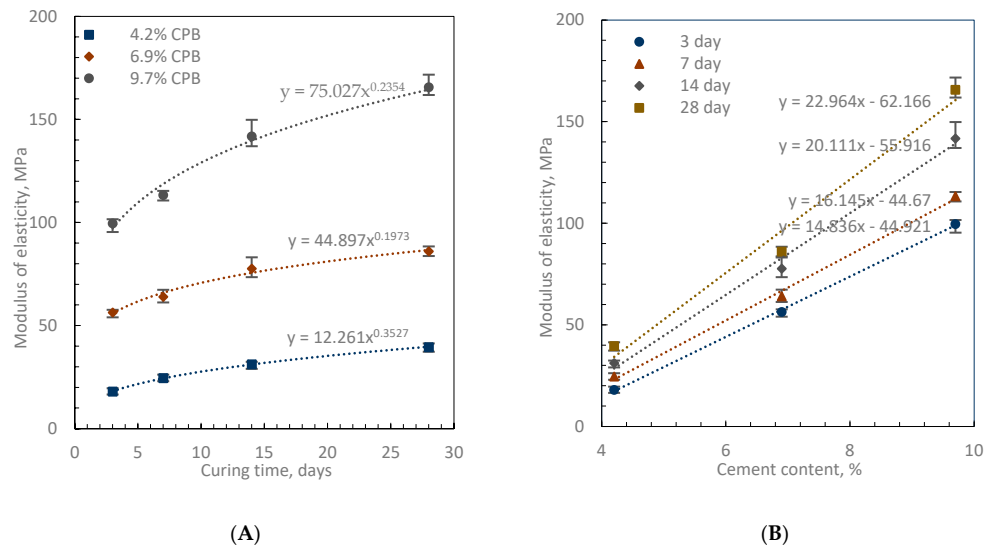 200
4.2% CPB
6.9% CPB
9.7% CPB
150
100
50
0
Modulus of elasticity, MPa
y = 75.027x^0.2354
y = 44.897x^0.1973
y = 12.261x^0.3527
0 5 10 15 20 25 30
Curing time, days
(A)
200
3 day
7 day
14 day
28 day
150
100
50
0
Modulus of elasticity, MPa
y = 22.964x - 62.166
y = 20.111x - 55.916
y = 16.145x - 44.67
y = 14.836x - 44.921
4 6 8 10
Cement content, %
(B)